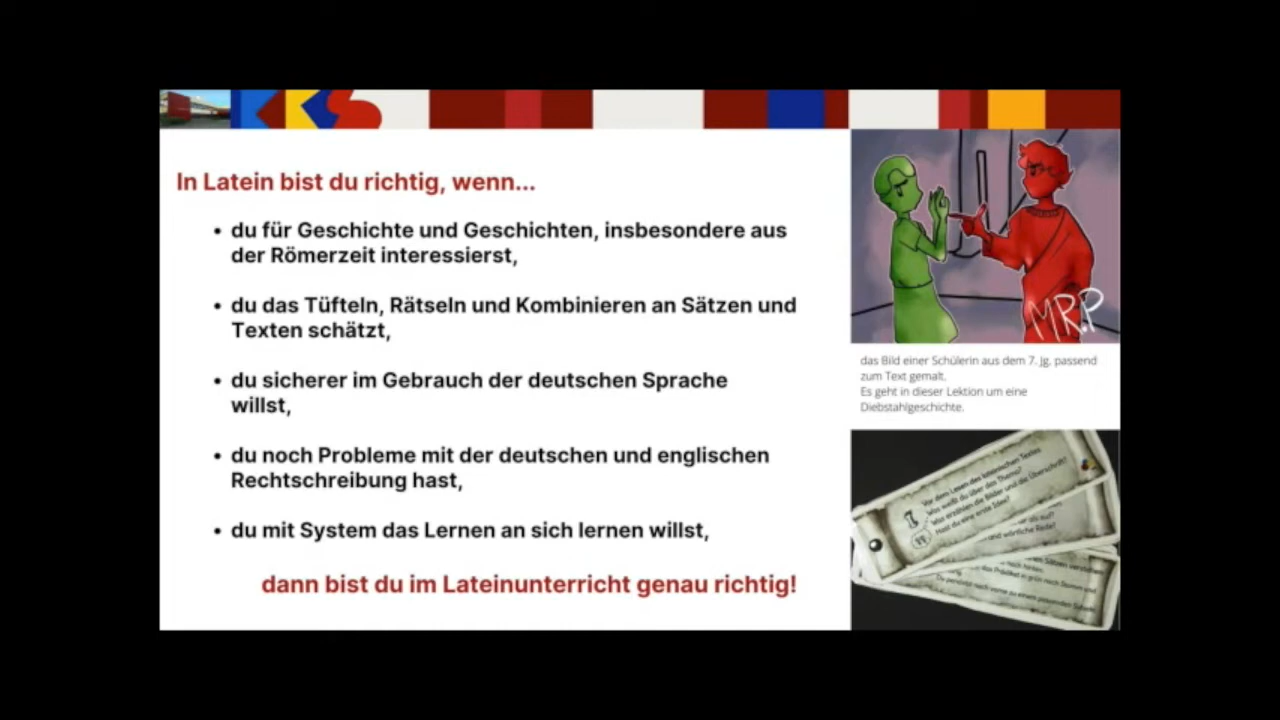 KKS
In Latein bist du richtig, wenn...
• du für Geschichte und Geschichten, insbesondere aus
der Römerzeit interessierst,
• du das Tüfteln, Rätseln und Kombinieren an Sätzen und
Texten schätzt,
• du sicherer im Gebrauch der deutschen Sprache
willst,
• du noch Probleme mit der deutschen und englischen
Rechtschreibung hast,
• du mit System das Lernen an sich lernen willst,
dann bist du im Lateinunterricht genau richtig!
MR.P
das Bild einer Schülerin aus dem 7. Jg. passend
zum Text gemalt.
Es geht in dieser Lektion um eine
Diebstahlgeschichte.
Vor dem Lesen des lateinischen Textes
Was weißt du über das Thema?
Was erzählen die Bilder und die Überschrift?
Hast du eine erste Idee?
und wörtliche Rede?